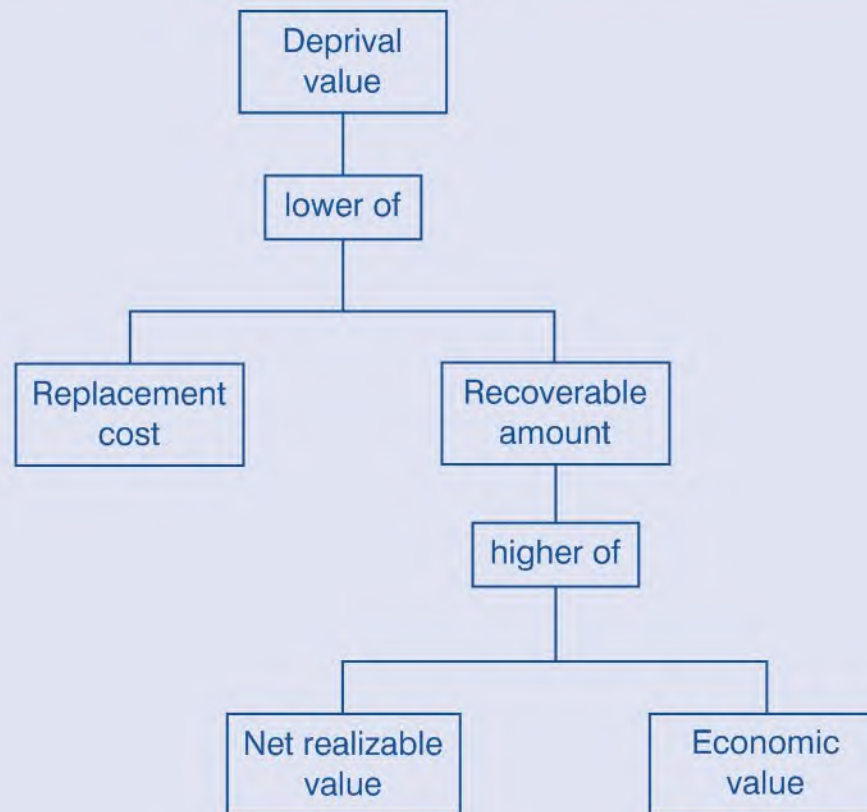 Deprival
value
lower of
Replacement
cost
Recoverable
amount
higher of
Net realizable
value
Economic
value